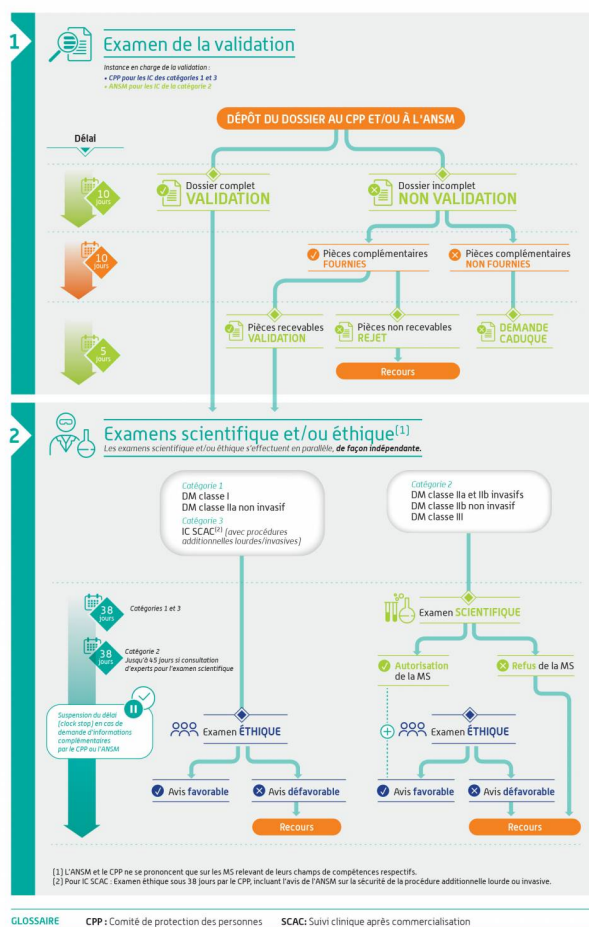 1
Examen de la validation
Instance en charge de la validation :
• CPP pour les IC des catégories 1 et 3
• ANSM pour les IC de la catégorie 2
DÉPÔT DU DOSSIER AU CPP ET/OU À L'ANSM
Délai
10
jours
Dossier complet
VALIDATION
Dossier incomplet
NON VALIDATION
10
jours
Pièces complémentaires
FOURNIES
Pièces complémentaires
NON FOURNIES
5
jours
Pièces recevables
VALIDATION
Pièces non recevables
REJET
DEMANDE
CADUQUE
Recours
2
Examens scientifique et/ou éthique(1)
Les examens scientifique et/ou éthique s'effectuent en parallèle, de façon indépendante.
Catégorie 1
DM classe I
DM classe IIa non invasif
Catégorie 3
IC SCAC(2) (avec procédures
additionnelles lourdes/invasives)
Catégorie 2
DM classe IIa et IIb invasifs
DM classe IIb non invasif
DM classe III
38
jours
Catégories 1 et 3
38
jours
Catégorie 2
Jusqu'à 45 jours si consultation
d'experts pour l'examen scientifique
Suspension du délai
(clock stop) en cas de
demande d'informations
complémentaires
par le CPP ou l'ANSM
Examen SCIENTIFIQUE
Autorisation
de la MS
Refus de la MS
Examen ÉTHIQUE
Avis favorable
Avis défavorable
Recours
Examen ÉTHIQUE
Avis favorable
Avis défavorable
Recours
(1) L'ANSM et le CPP ne se prononcent que sur les MS relevant de leurs champs de compétences respectifs.
(2) Pour IC SCAC : Examen éthique sous 38 jours par le CPP, incluant l'avis de l'ANSM sur la sécurité de la procédure additionnelle lourde ou invasive.
GLOSSAIRE CPP : Comité de protection des personnes SCAC: Suivi clinique après commercialisation